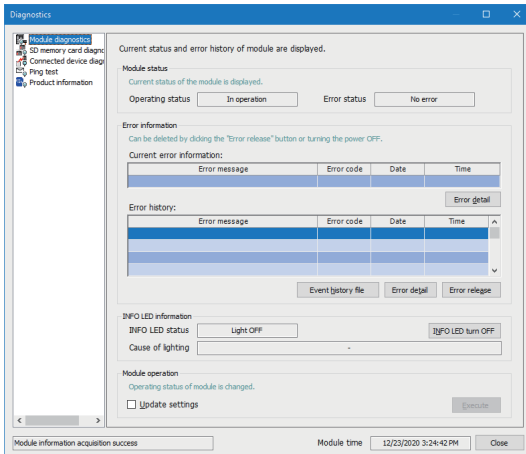 Diagnostics
Module diagnostics
SD memory card diagno
Connected device diag
Ping test
Product information
Current status and error history of module are displayed.
Module status
Current status of the module is displayed.
Operating status In operation Error status No error
Error information
Can be deleted by clicking the "Error release" button or turning the power OFF.
Current error information:
Error message Error code Date Time
Error detail
Error history:
Error message Error code Date Time
Event history file Error detail Error release
INFO LED information
INFO LED status Light OFF INFO LED turn OFF
Cause of lighting -
Module operation
Operating status of module is changed.
Update settings
Execute
Module information acquisition success Module time 12/23/2020 3:24:42 PM Close